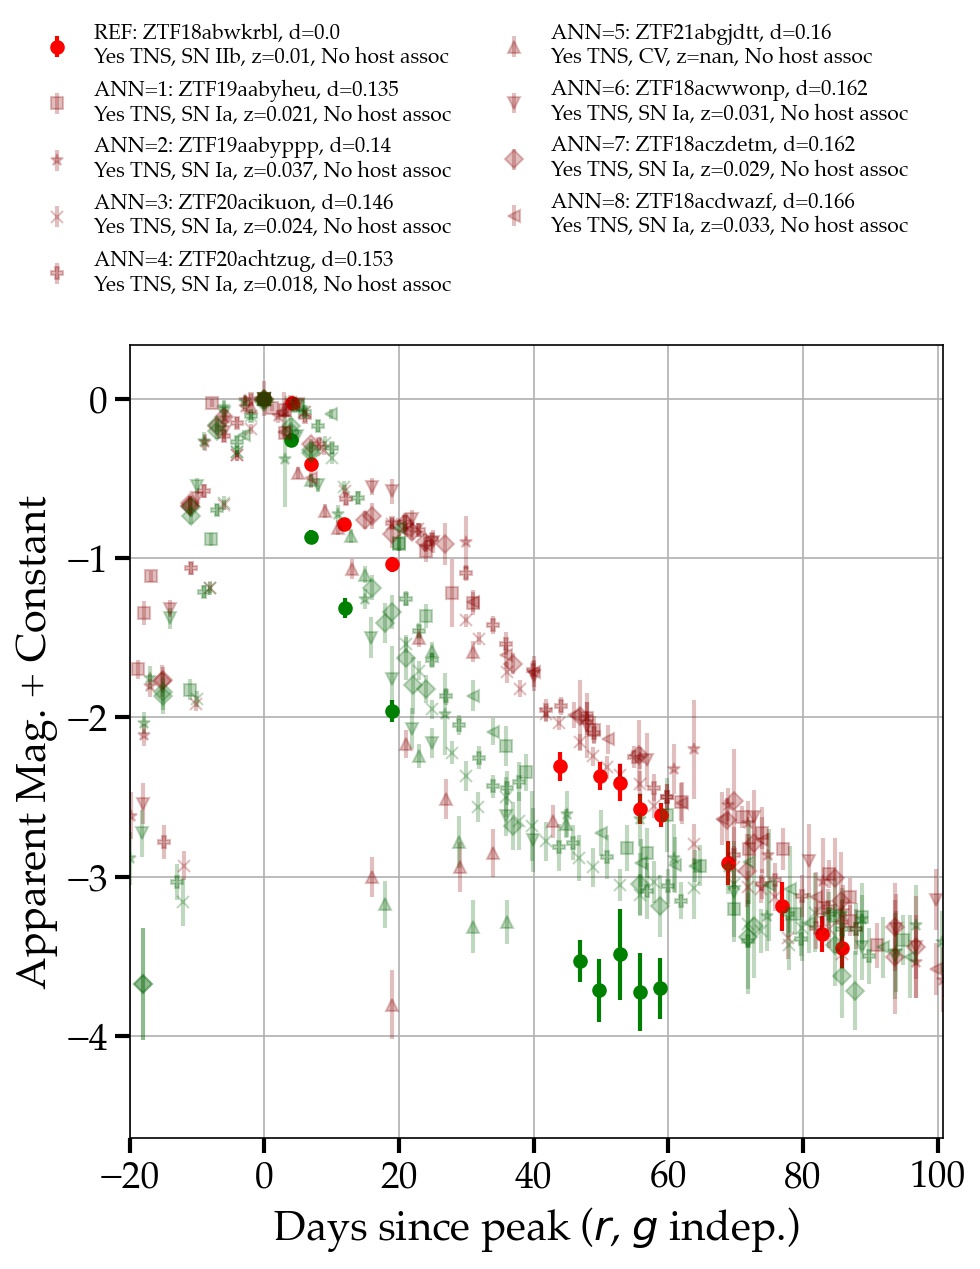 REF: ZTF18abwkrbl, d=0.0
Yes TNS, SN IIb, z=0.01, No host assoc
ANN=1: ZTF19aabyheu, d=0.135
Yes TNS, SN Ia, z=0.021, No host assoc
ANN=2: ZTF19aabyppp, d=0.14
Yes TNS, SN Ia, z=0.037, No host assoc
ANN=3: ZTF20acikuon, d=0.146
Yes TNS, SN Ia, z=0.024, No host assoc
ANN=4: ZTF20achtzug, d=0.153
Yes TNS, SN Ia, z=0.018, No host assoc
ANN=5: ZTF21abgjdtt, d=0.16
Yes TNS, CV, z=nan, No host assoc
ANN=6: ZTF18acwwonp, d=0.162
Yes TNS, SN Ia, z=0.031, No host assoc
ANN=7: ZTF18aczdetm, d=0.162
Yes TNS, SN Ia, z=0.029, No host assoc
ANN=8: ZTF18acdwazf, d=0.166
Yes TNS, SN Ia, z=0.033, No host assoc
Apparent Mag. + Constant
0
−1
−2
−3
−4
−20 0 20 40 60 80 100
Days since peak (r, g indep.)